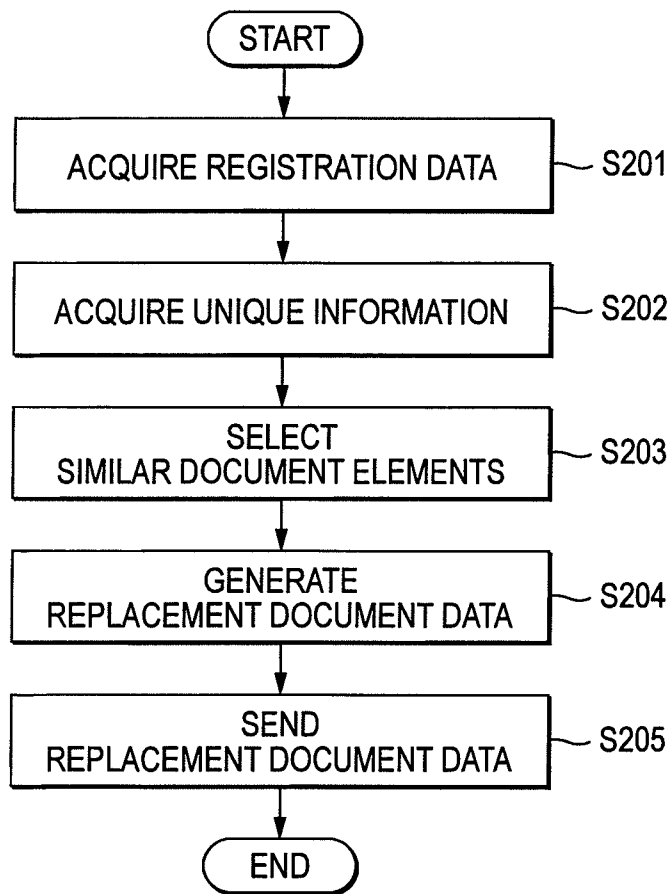 START
ACQUIRE REGISTRATION DATA
S201
ACQUIRE UNIQUE INFORMATION
S202
SELECT
SIMILAR DOCUMENT ELEMENTS
S203
GENERATE
REPLACEMENT DOCUMENT DATA
S204
SEND
REPLACEMENT DOCUMENT DATA
S205
END